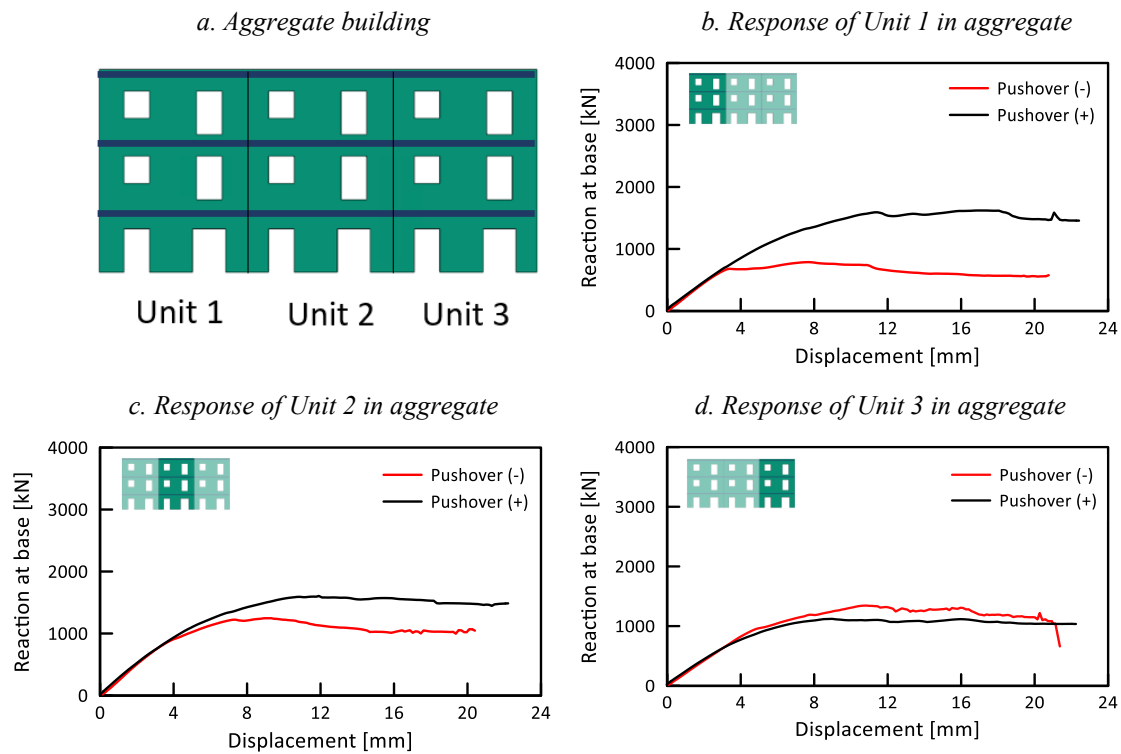 a. Aggregate building
Unit 1
Unit 2
Unit 3
b. Response of Unit 1 in aggregate
Reaction at base [kN]
4000
3000
2000
1000
0
Pushover (-)
Pushover (+)
0 4 8 12 16 20 24
Displacement [mm]
c. Response of Unit 2 in aggregate
Reaction at base [kN]
4000
3000
2000
1000
0
Pushover (-)
Pushover (+)
0 4 8 12 16 20 24
Displacement [mm]
d. Response of Unit 3 in aggregate
Reaction at base [kN]
4000
3000
2000
1000
0
Pushover (-)
Pushover (+)
0 4 8 12 16 20 24
Displacement [mm]